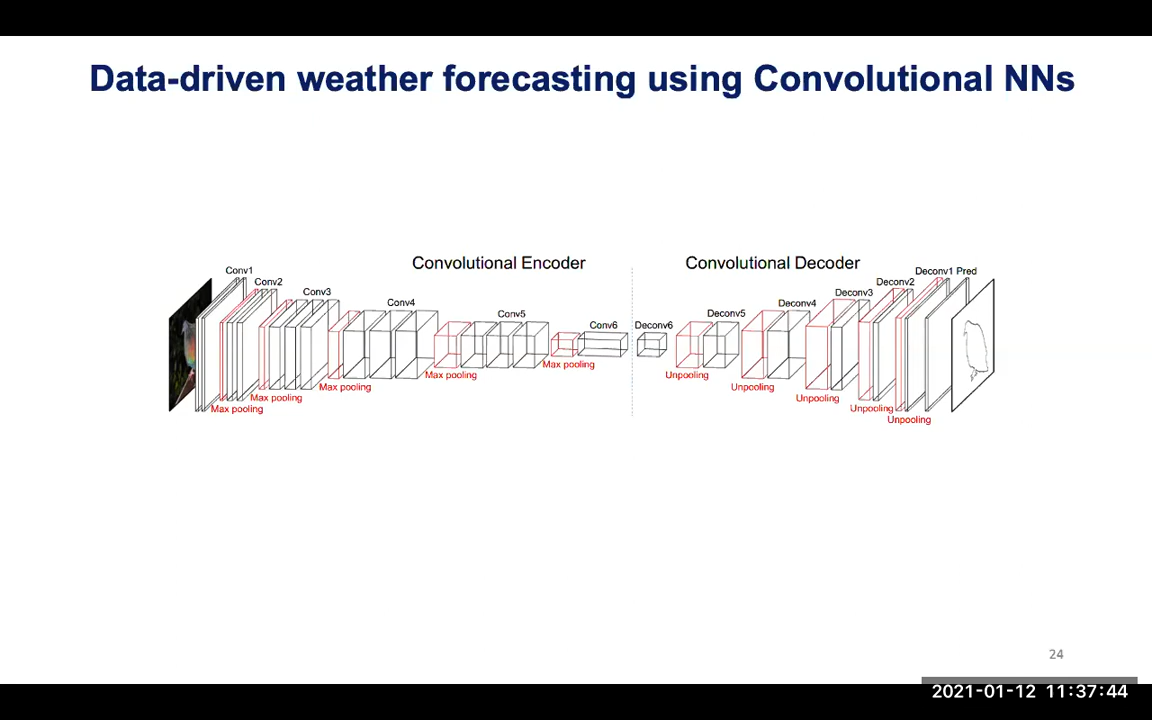 Data-driven weather forecasting using Convolutional NNs
Convolutional Encoder
Convolutional Decoder
Conv1
Conv2
Conv3
Conv4
Conv5
Conv6
Deconv6
Deconv5
Deconv4
Deconv3
Deconv2
Deconv1 Pred
Max pooling
Max pooling
Max pooling
Max pooling
Max pooling
Unpooling
Unpooling
Unpooling
Unpooling
Unpooling
24
2021-01-12 11:37:44